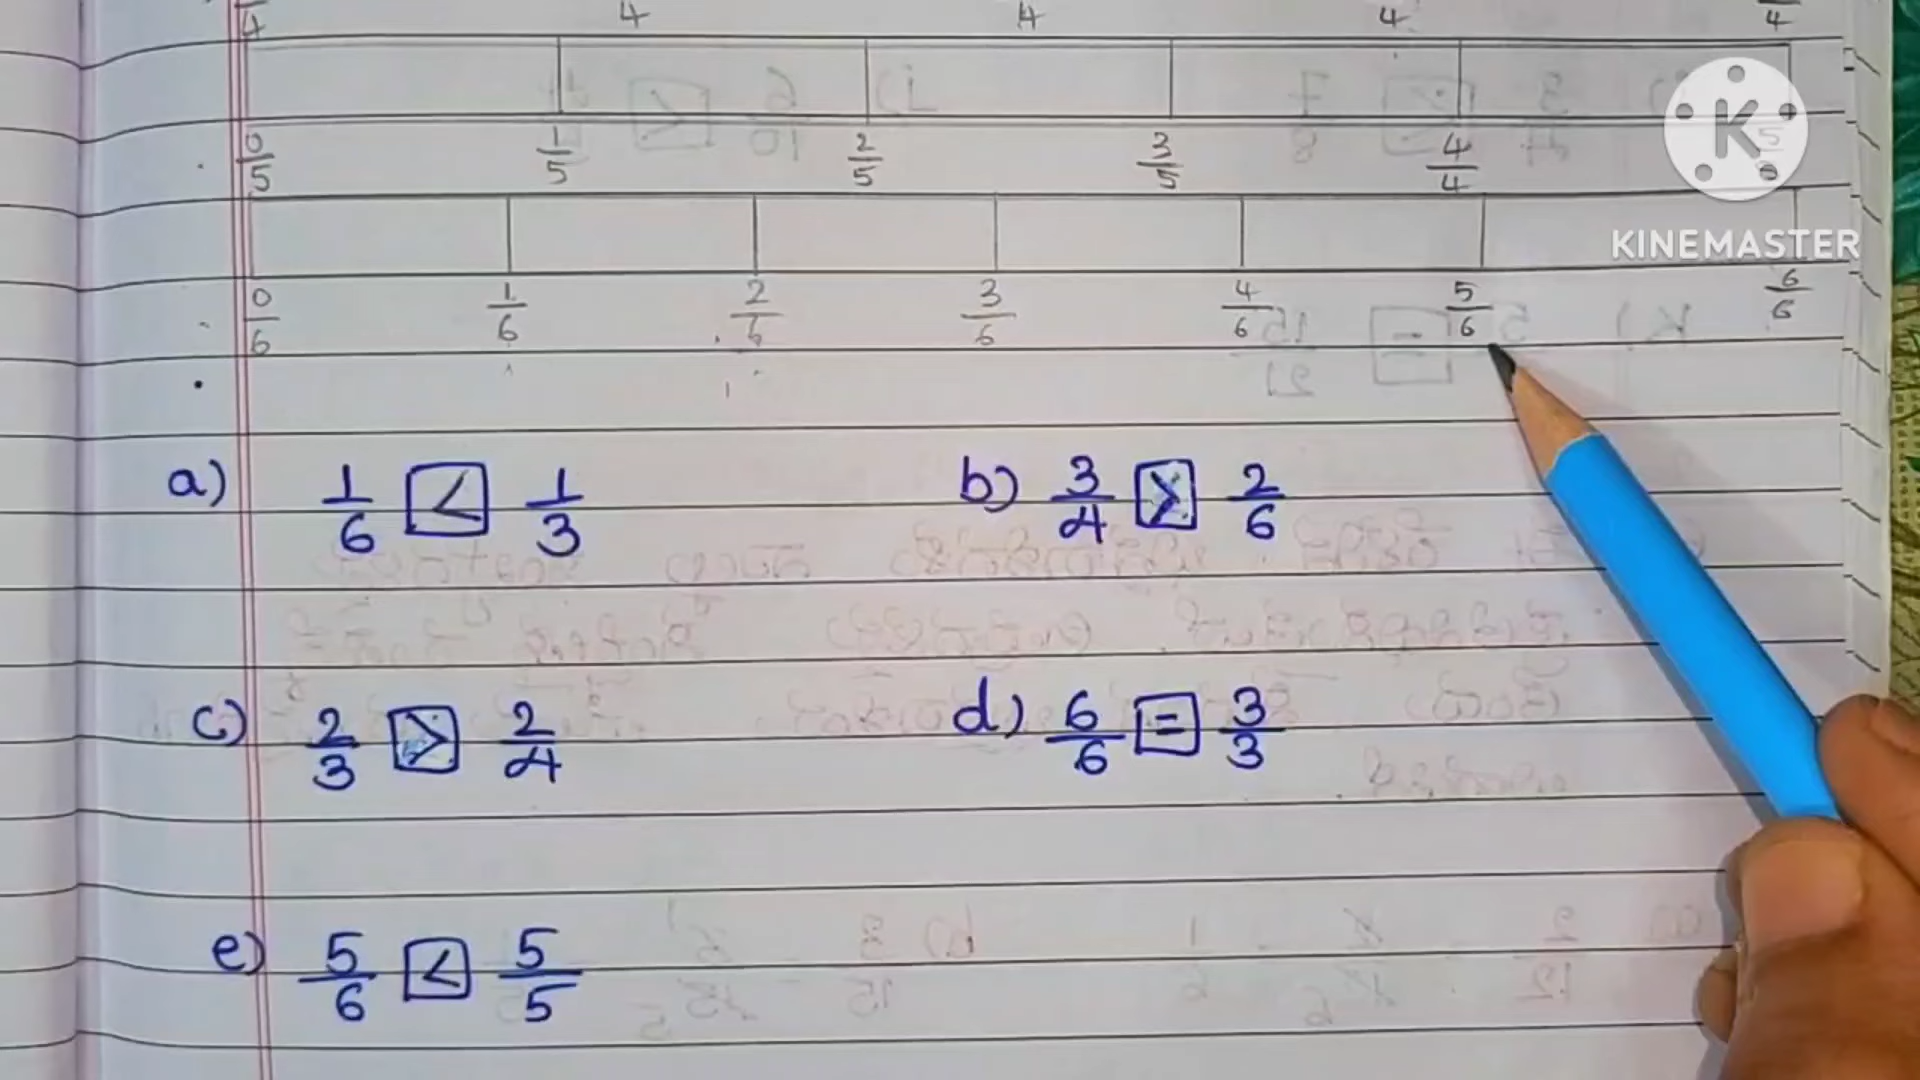 4 4 4 4 4
0/5 1/5 2/5 3/5 4/4
KINEMASTER
0/6 1/6 2/6 3/6 4/6 5/6 6/6
a) 1/6 < 1/3 b) 3/4 > 2/6
c) 2/3 > 2/4 d) 6/6 = 3/3
e) 5/6 < 5/5